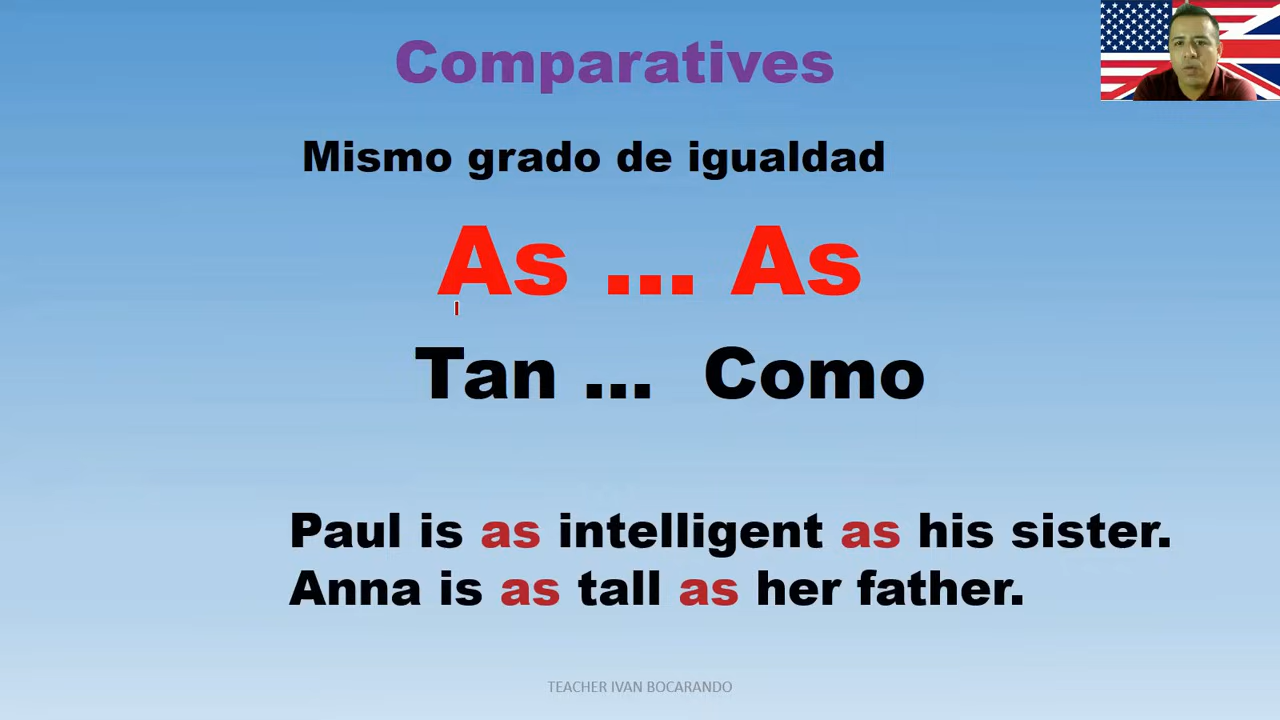 Comparatives
Mismo grado de igualdad
As ... As
Tan ... Como
Paul is as intelligent as his sister.
Anna is as tall as her father.
TEACHER IVAN BOCARANDO